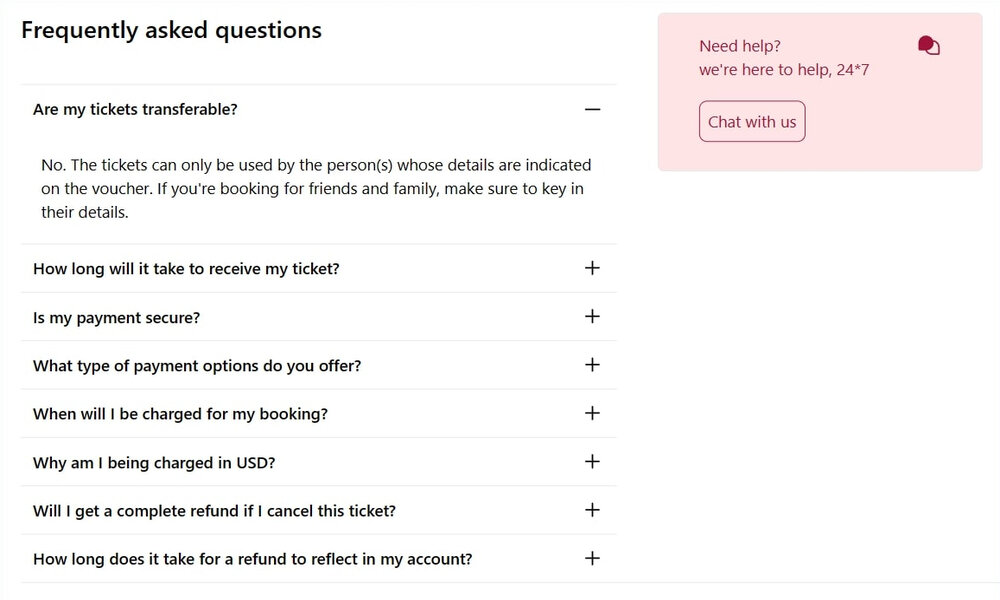 Frequently asked questions
Are my tickets transferable?
No. The tickets can only be used by the person(s) whose details are indicated
on the voucher. If you're booking for friends and family, make sure to key in
their details.
How long will it take to receive my ticket?
Is my payment secure?
What type of payment options do you offer?
When will I be charged for my booking?
Why am I being charged in USD?
Will I get a complete refund if I cancel this ticket?
How long does it take for a refund to reflect in my account?
Need help?
we're here to help, 24*7
Chat with us